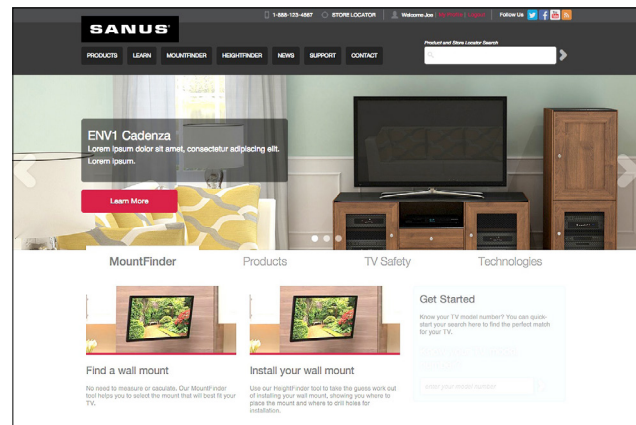 1-888-123-4567
STORE LOCATOR
Welcome Joe |
Follow Us
SANUS
PRODUCTS
LEARN
MOUNTFINDER
HEIGHTFINDER
NEWS
SUPPORT
CONTACT
Product and Store Locator Search
ENV1 Cadenza
Lorem ipsum dolor sit amet, consectetur adipiscing elit.
Lorem ipsum.
Learn More
MountFinder
Products
TV Safety
Technologies
Find a wall mount
No need to measure or caculate. Our MountFinder
tool helps you to select the mount that will best fit your
TV.
Install your wall mount
Use our HeightFinder tool to take the guess work out
of installing your wall mount, showing you where to
place the mount and where to drill holes for
installation.
Get Started
Know your TV model number? You can quick-
start your search here to find the perfect match
for your TV.
enter your model number